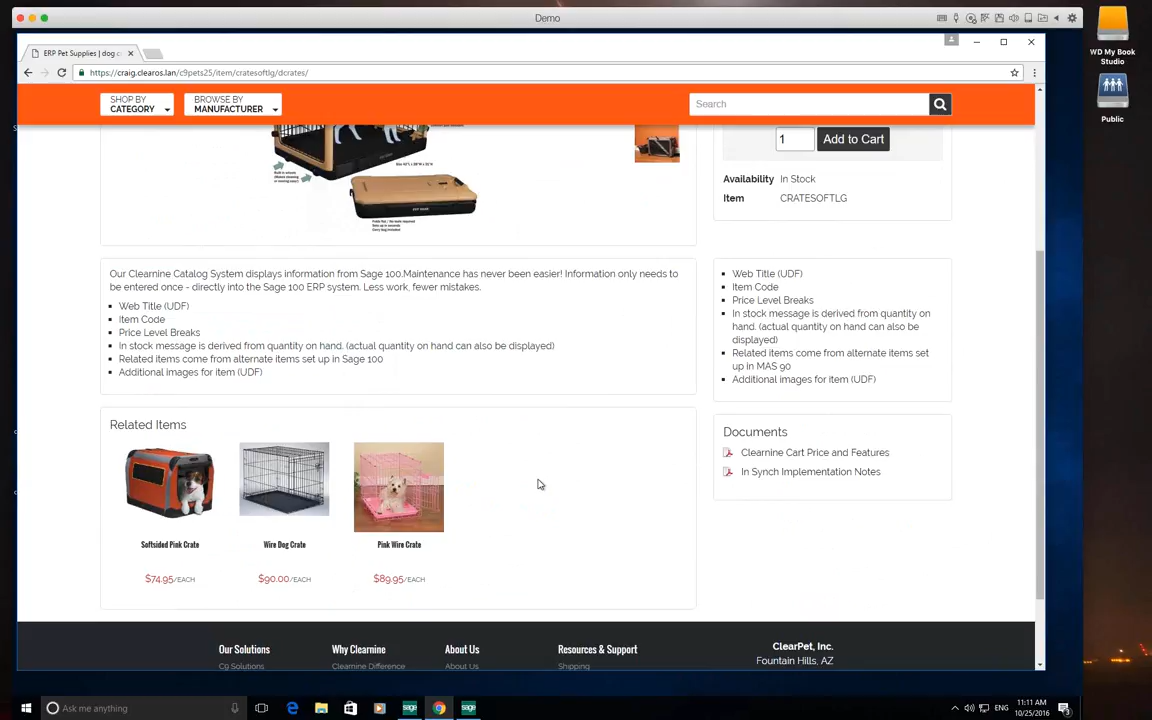 Demo
WD My Book
Studio
Public
ERP Pet Supplies | dog c
https://craig.clearos.lan/c9pets25/item/cratesoftlg/dcrates/
SHOP BY
CATEGORY
BROWSE BY
MANUFACTURER
Search
1
Add to Cart
Availability In Stock
Item CRATESOFTLG
Our Clearnine Catalog System displays information from Sage 100.Maintenance has never been easier! Information only needs to
be entered once - directly into the Sage 100 ERP system. Less work, fewer mistakes.
Web Title (UDF)
Item Code
Price Level Breaks
In stock message is derived from quantity on hand. (actual quantity on hand can also be displayed)
Related items come from alternate items set up in Sage 100
Additional images for item (UDF)
Web Title (UDF)
Item Code
Price Level Breaks
In stock message is derived from quantity on
hand. (actual quantity on hand can also be
displayed)
Related items come from alternate items set
up in MAS 90
Additional images for item (UDF)
Related Items
Softsided Pink Crate
$74.95/EACH
Wire Dog Crate
$90.00/EACH
Pink Wire Crate
$89.95/EACH
Documents
Clearnine Cart Price and Features
In Synch Implementation Notes
Our Solutions
C9 Solutions
Why Clearnine
Clearnine Difference
About Us
About Us
Resources & Support
Shipping
ClearPet, Inc.
Fountain Hills, AZ
Ask me anything
sage
sage
ENG
11:11 AM
10/25/2016